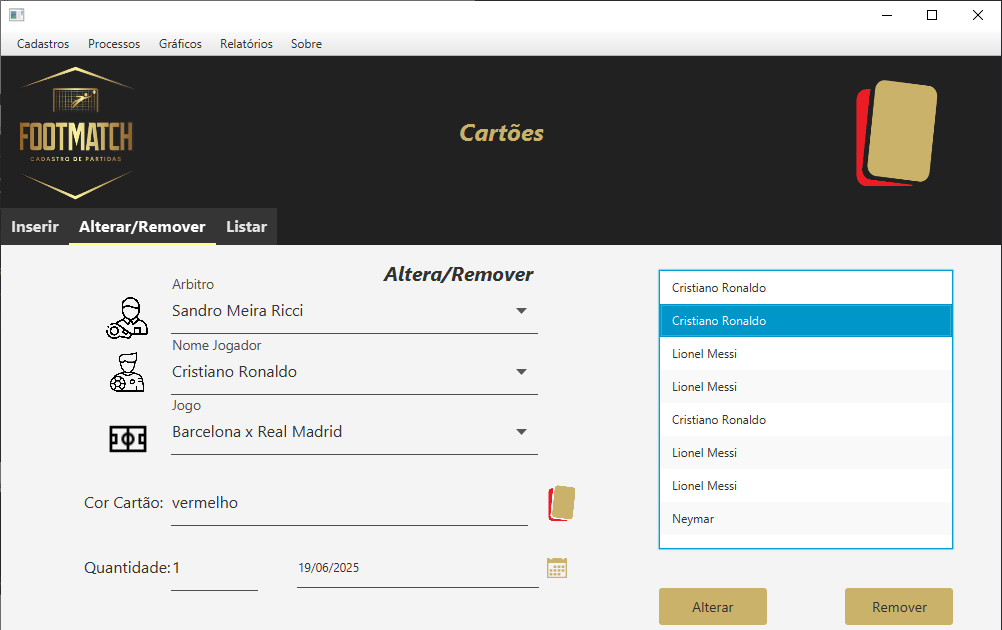 Cadastros Processos Gráficos Relatórios Sobre
FOOTMATCH
CADASTRO DE PARTIDAS
Cartões
Inserir Alterar/Remover Listar
Altera/Remover
Arbitro
Sandro Meira Ricci
Nome Jogador
Cristiano Ronaldo
Jogo
Barcelona x Real Madrid
Cor Cartão: vermelho
Quantidade: 1 19/06/2025
Cristiano Ronaldo
Cristiano Ronaldo
Lionel Messi
Lionel Messi
Cristiano Ronaldo
Lionel Messi
Lionel Messi
Neymar
Alterar Remover